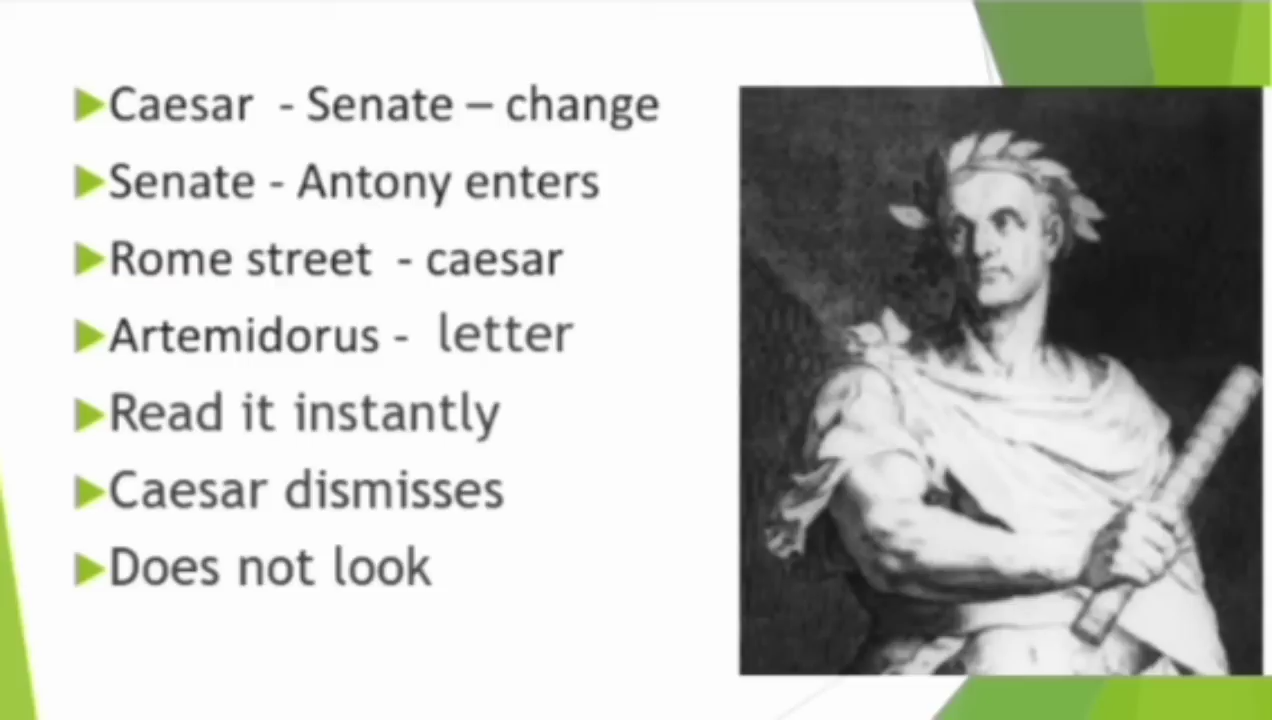 Caesar - Senate – change
Senate - Antony enters
Rome street - caesar
Artemidorus - letter
Read it instantly
Caesar dismisses
Does not look